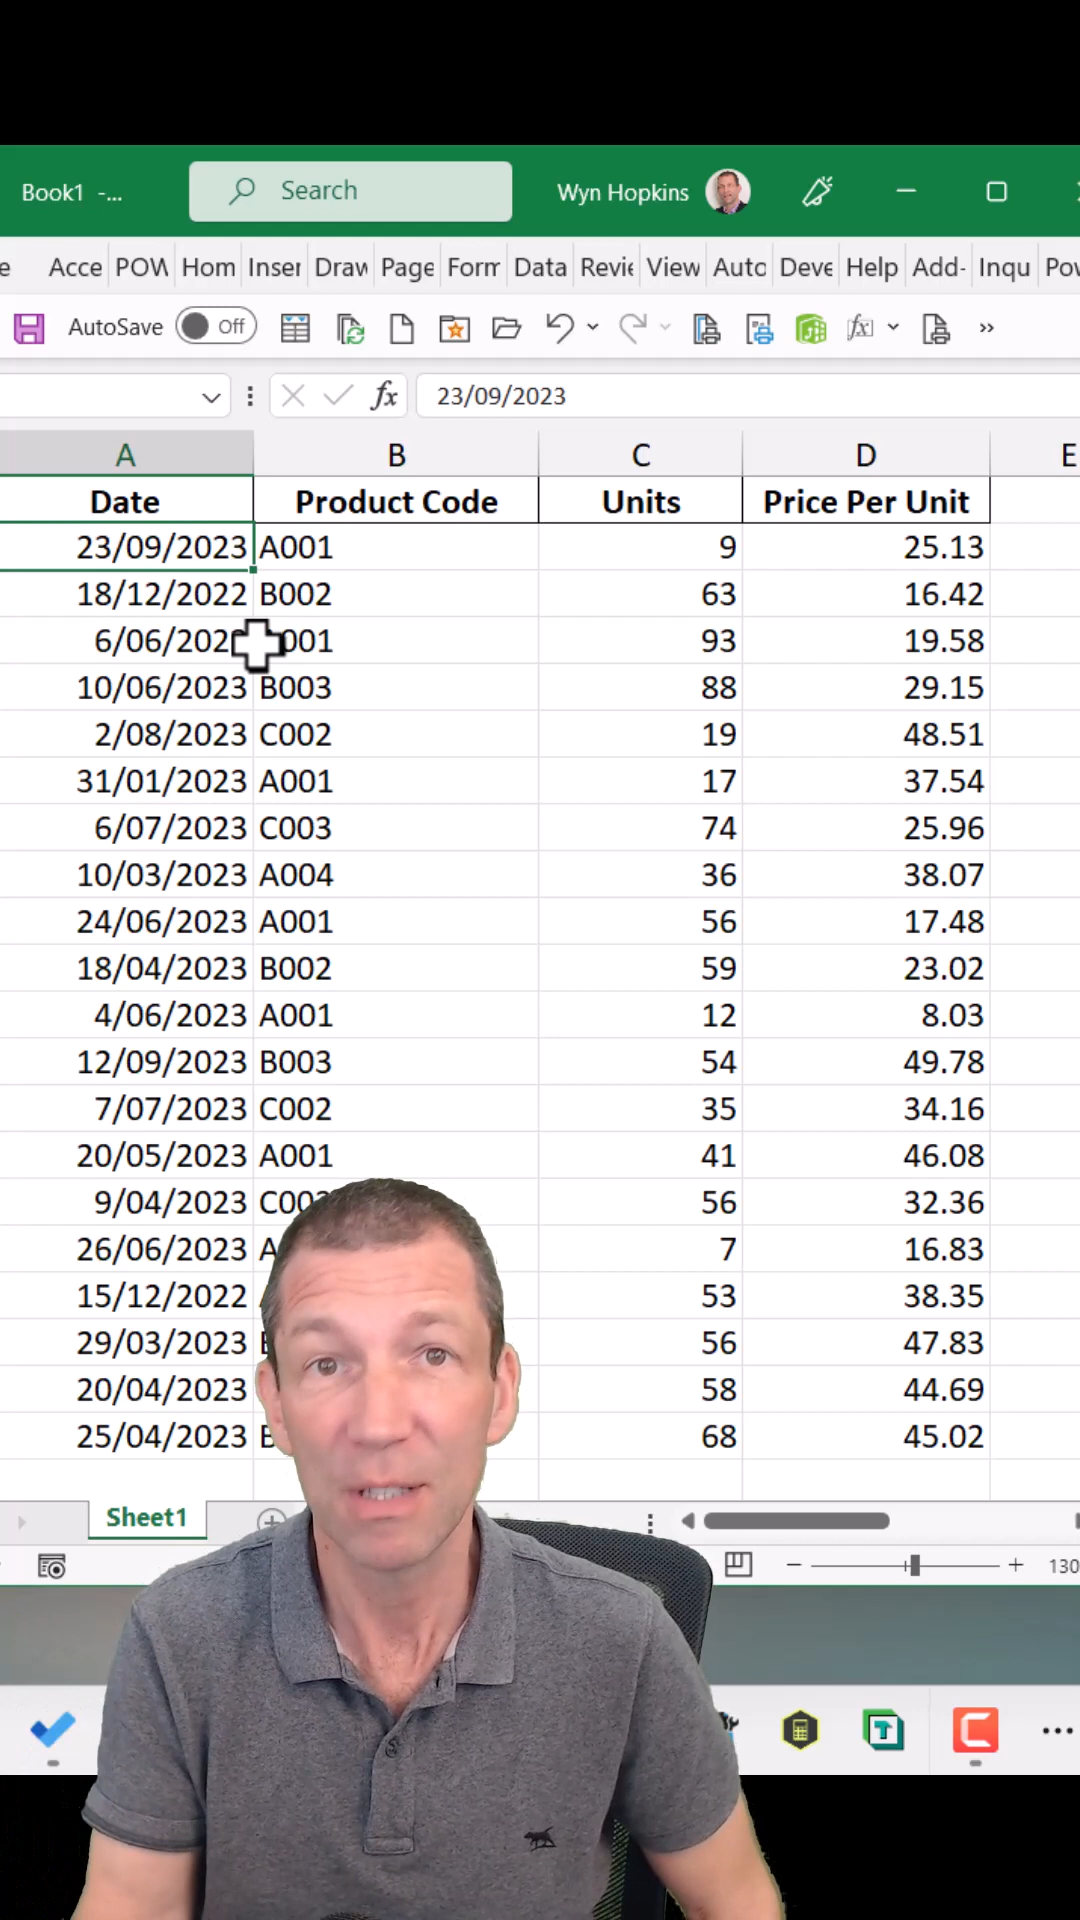 Book1 -...
Search
Wyn Hopkins
Acce POW Hom Inser Draw Page Form Data Revie View Auto Deve Help Add- Inqu Pov
AutoSave Off
fx
fx 23/09/2023
A B C D E
Date Product Code Units Price Per Unit
23/09/2023 A001 9 25.13
18/12/2022 B002 63 16.42
93 19.58
10/06/2023 B003 88 29.15
2/08/2023 C002 19 48.51
31/01/2023 A001 17 37.54
6/07/2023 C003 74 25.96
10/03/2023 A004 36 38.07
24/06/2023 A001 56 17.48
18/04/2023 B002 59 23.02
4/06/2023 A001 12 8.03
12/09/2023 B003 54 49.78
7/07/2023 C002 35 34.16
20/05/2023 A001 41 46.08
9/04/2023 56 32.36
26/06/2023 7 16.83
15/12/2022 53 38.35
29/03/2023 56 47.83
20/04/2023 58 44.69
25/04/2023 68 45.02
Sheet1
130